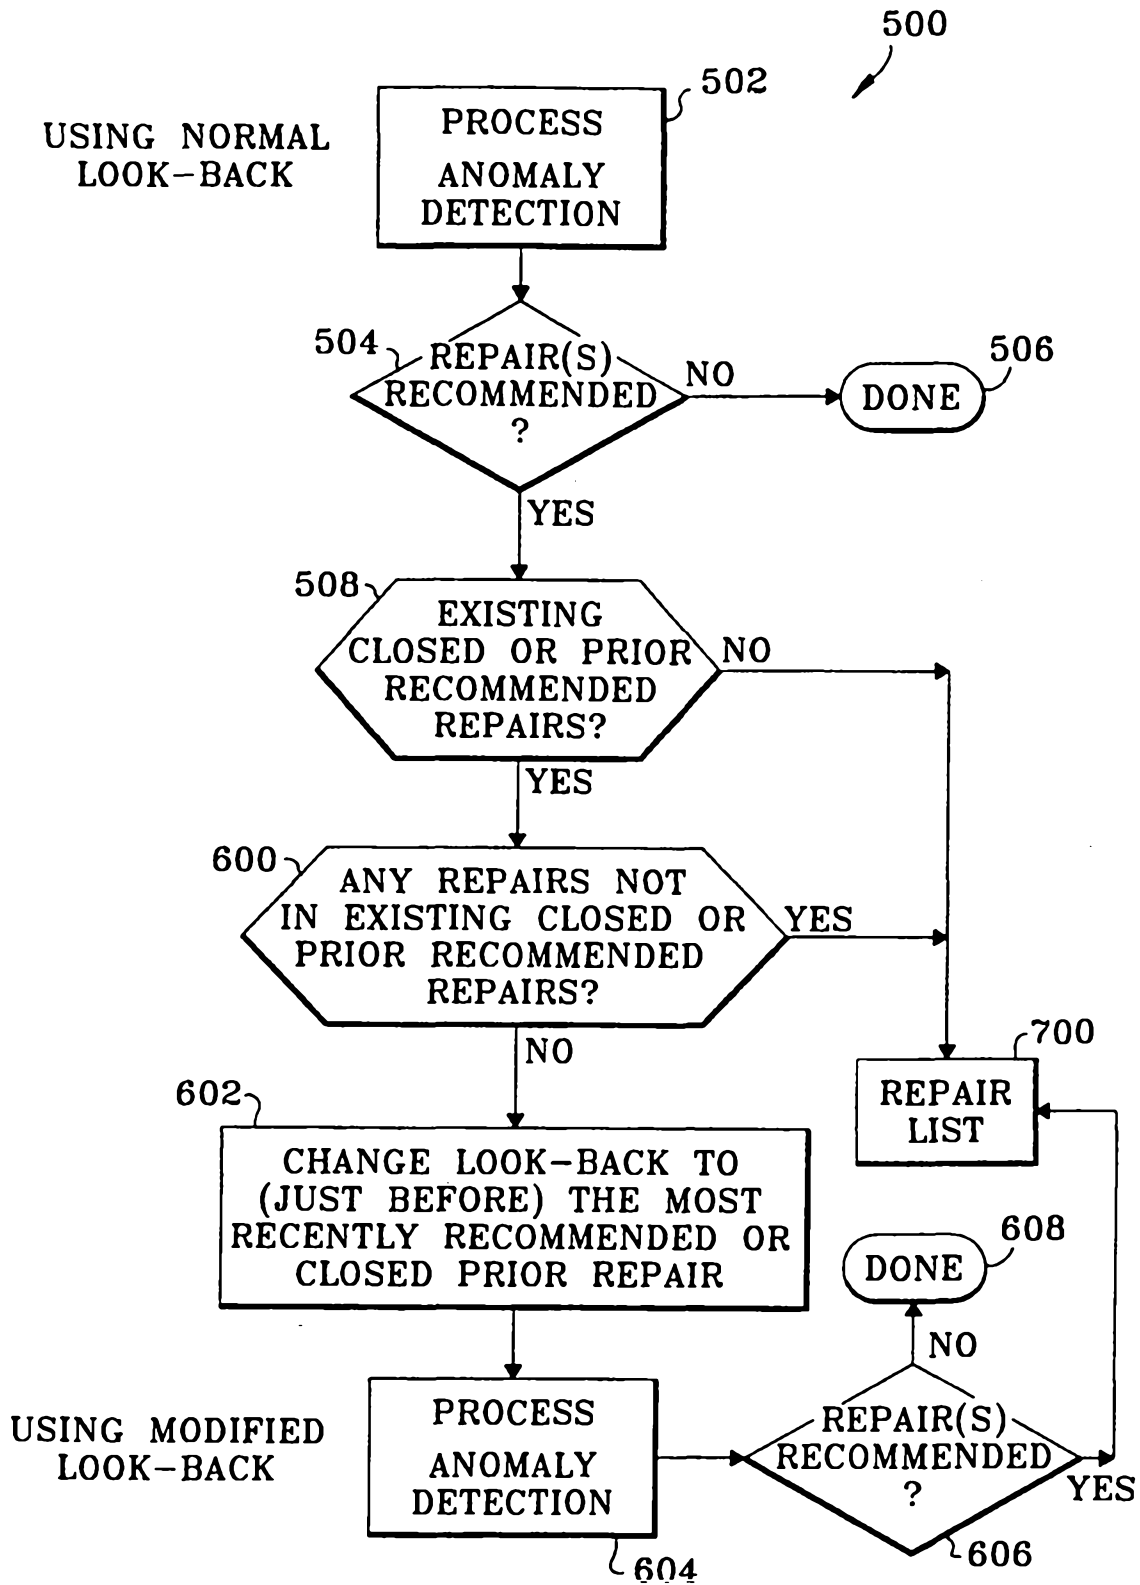 500
502
USING NORMAL
LOOK-BACK
PROCESS
ANOMALY
DETECTION
504
REPAIR(S)
RECOMMENDED
?
NO
506
DONE
YES
508
EXISTING
CLOSED OR PRIOR
RECOMMENDED
REPAIRS?
NO
YES
600
ANY REPAIRS NOT
IN EXISTING CLOSED OR
PRIOR RECOMMENDED
REPAIRS?
YES
NO
700
REPAIR
LIST
602
CHANGE LOOK-BACK TO
(JUST BEFORE) THE MOST
RECENTLY RECOMMENDED OR
CLOSED PRIOR REPAIR
608
DONE
NO
USING MODIFIED
LOOK-BACK
PROCESS
ANOMALY
DETECTION
604
REPAIR(S)
RECOMMENDED
?
YES
606